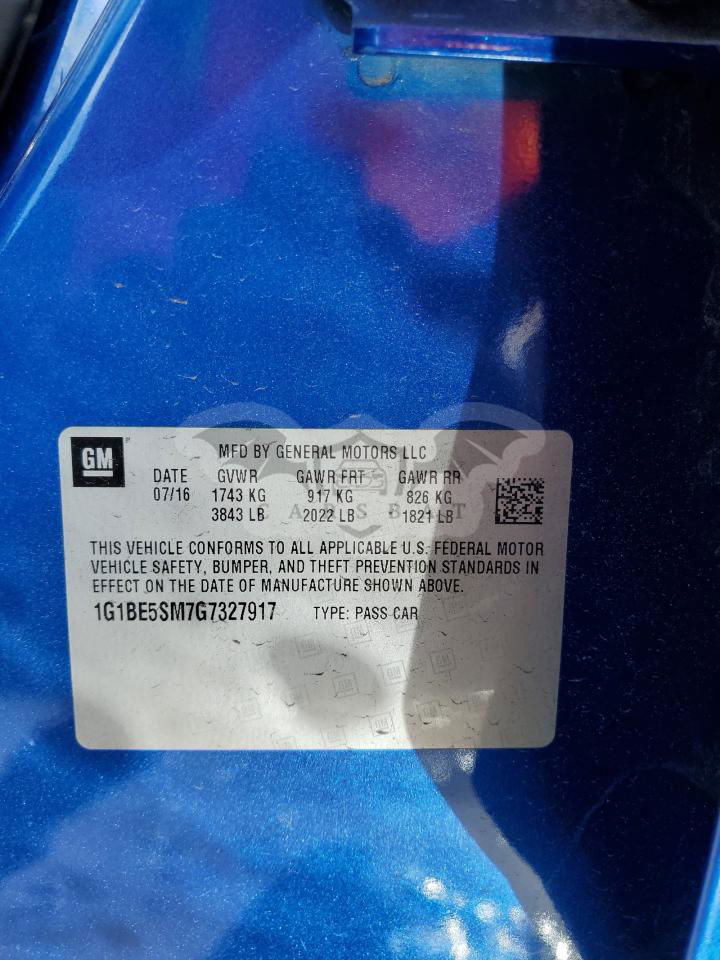 GM
MFD BY GENERAL MOTORS LLC
DATE GVWR GAWR FRT GAWR RR
07/16 1743 KG 917 KG 826 KG
3843 LB 2022 LB 1821 LB
CARSBAT
THIS VEHICLE CONFORMS TO ALL APPLICABLE U.S. FEDERAL MOTOR
VEHICLE SAFETY, BUMPER, AND THEFT PREVENTION STANDARDS IN
EFFECT ON THE DATE OF MANUFACTURE SHOWN ABOVE.
1G1BE5SM7G7327917 TYPE: PASS CAR